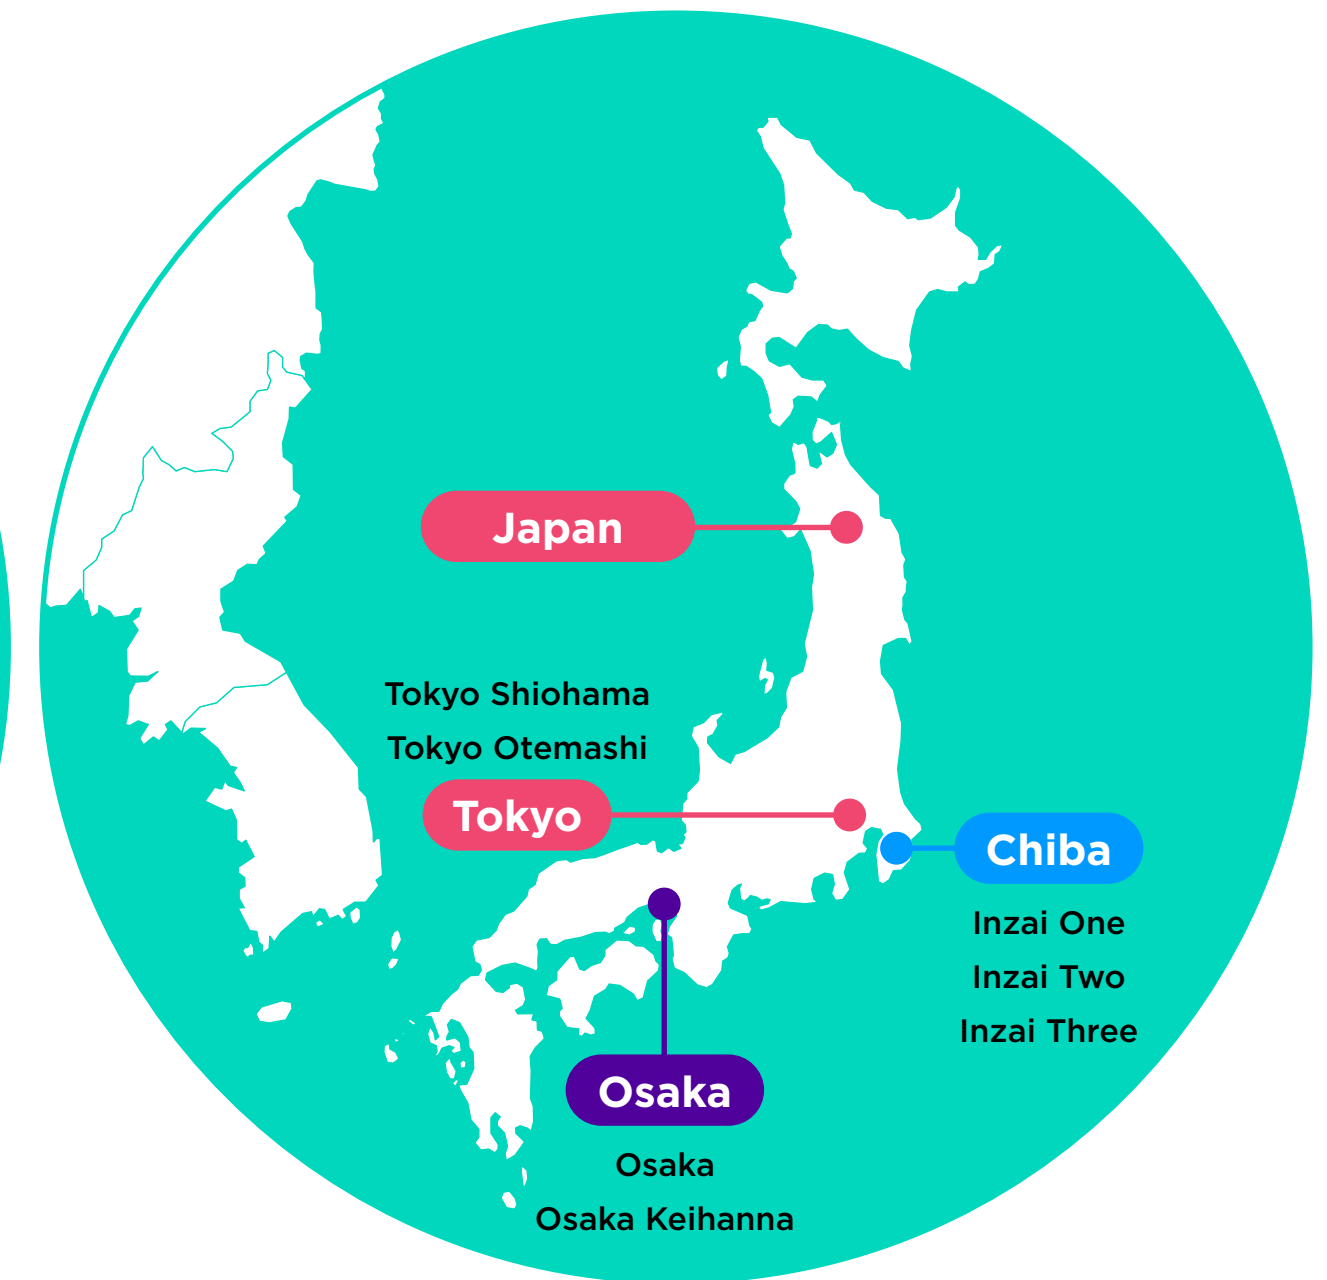 Japan
Tokyo Shiohama
Tokyo Otemashi
Tokyo
Chiba
Inzai One
Inzai Two
Inzai Three
Osaka
Osaka
Osaka Keihanna